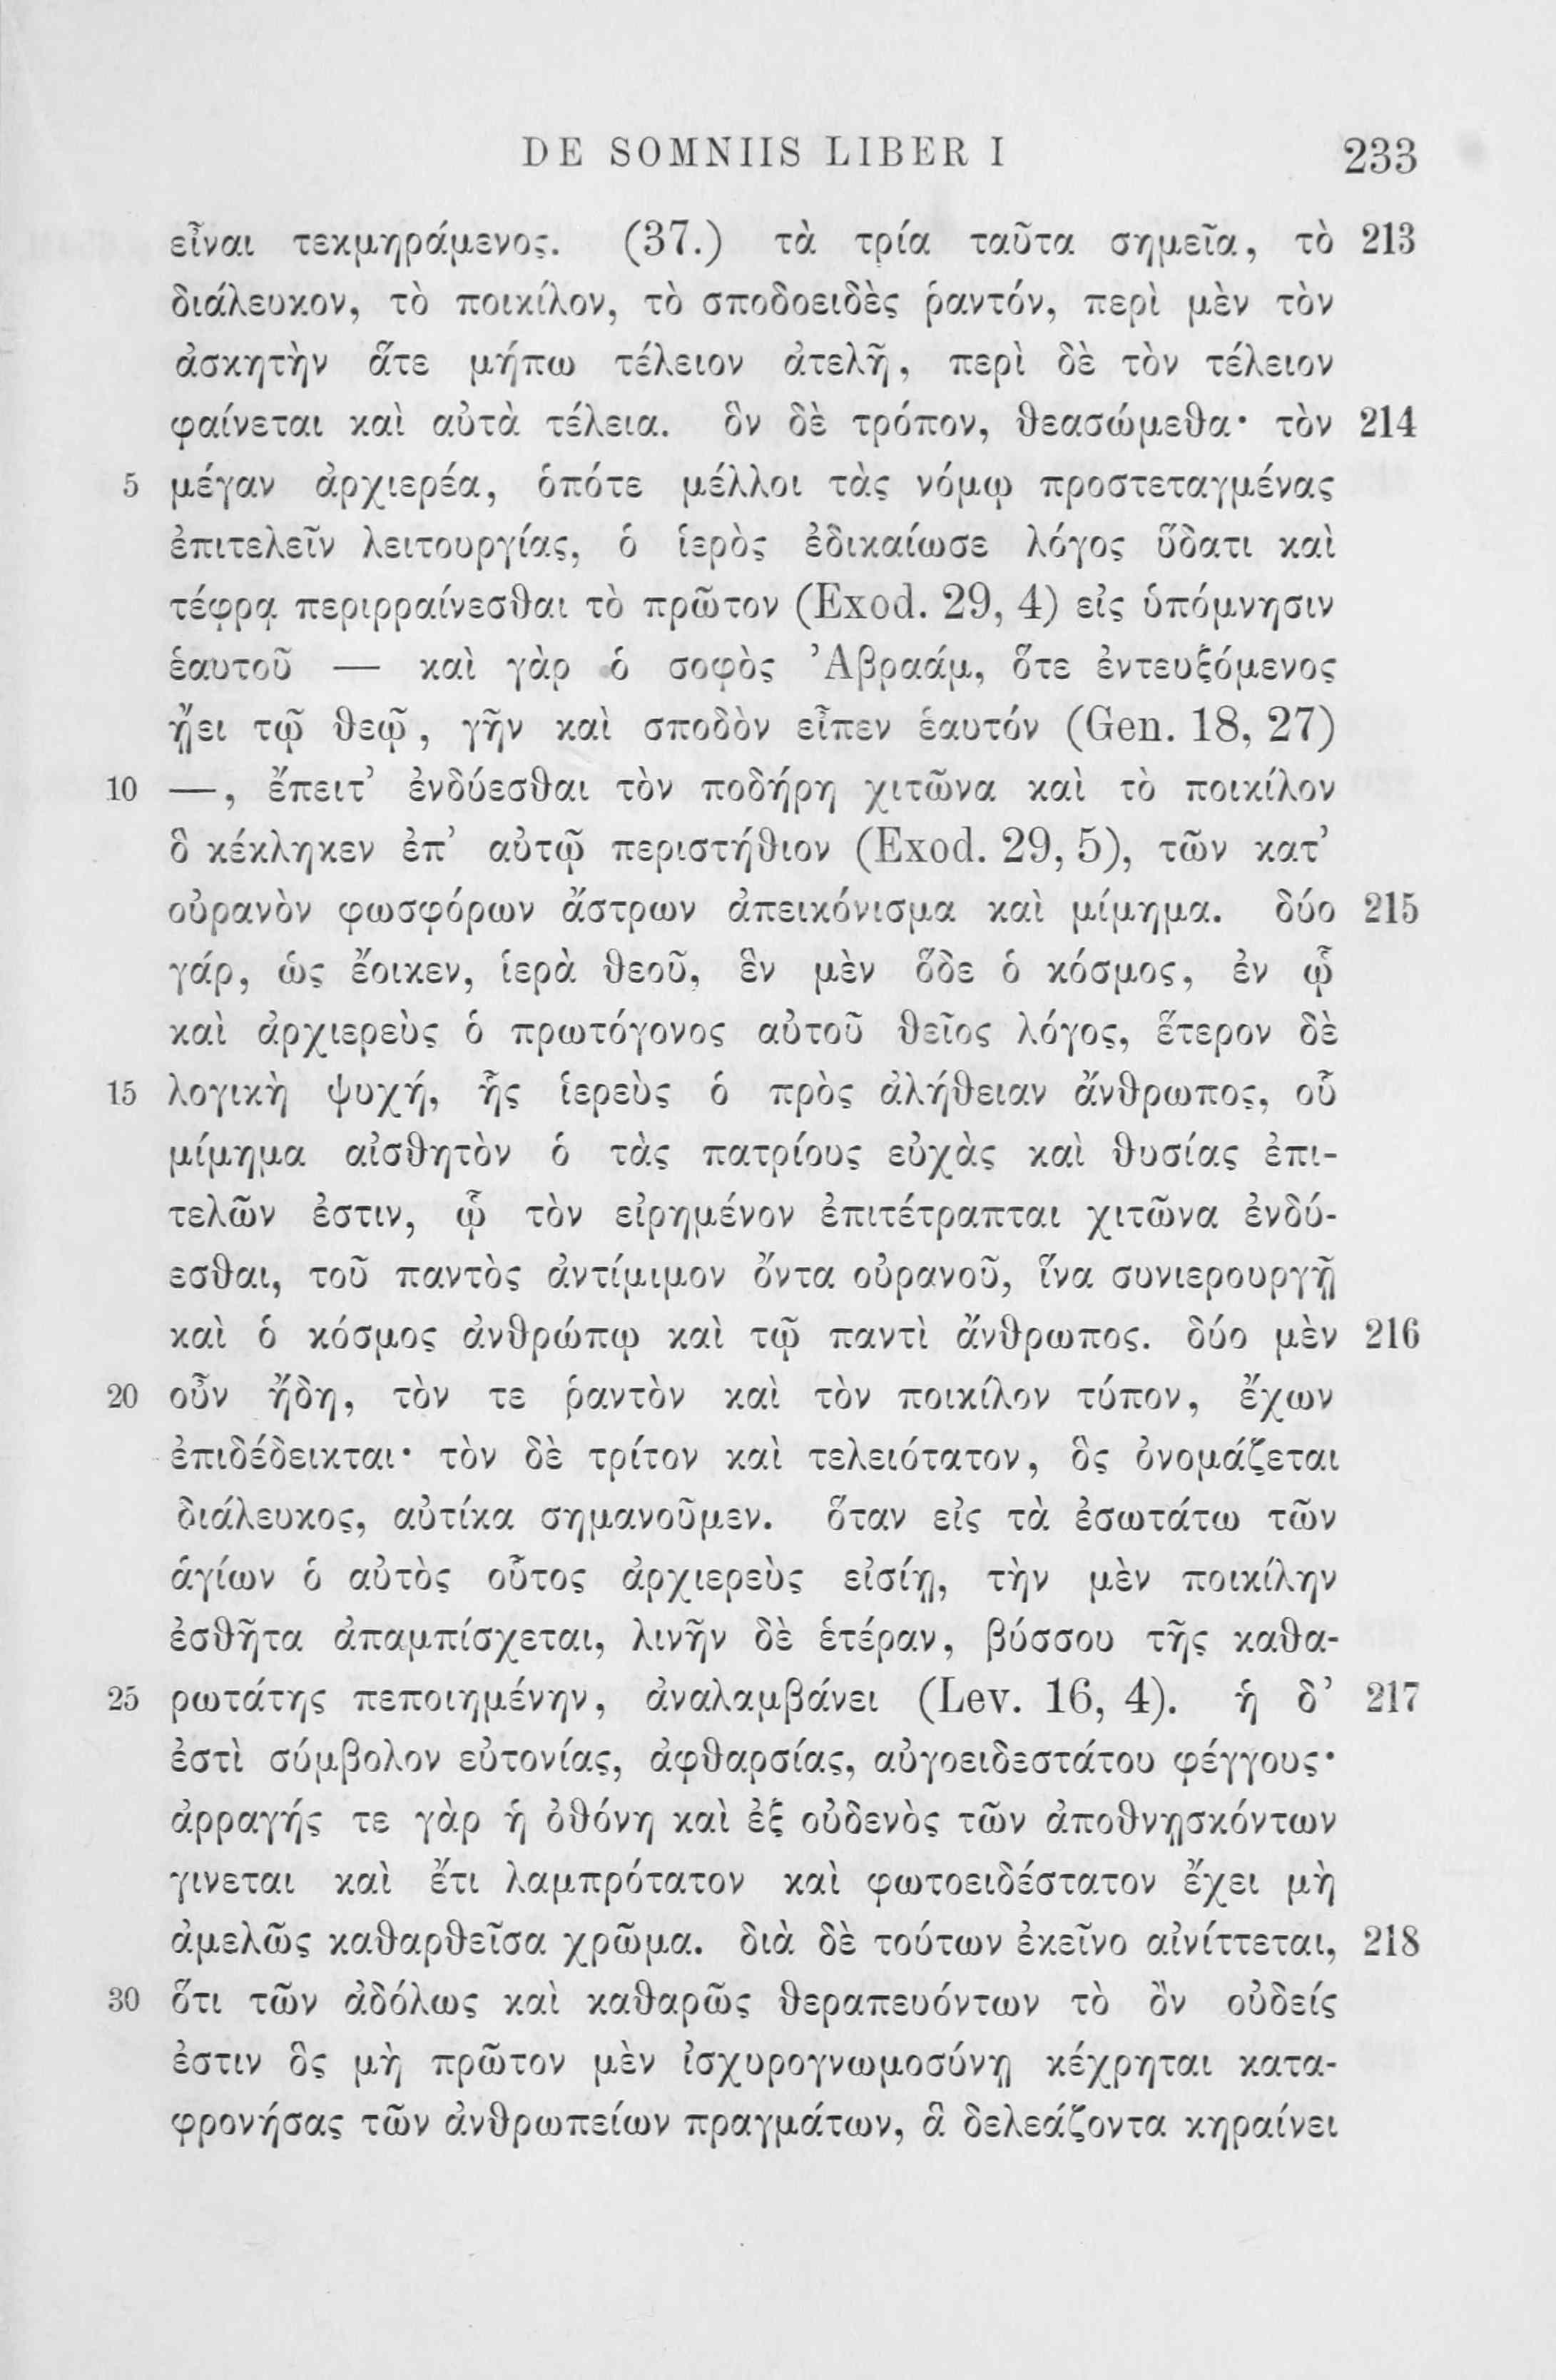 DE SOMNIIS LIBER I 233
εἶναι τεκμηράμενος. (37.) τὰ τρία ταῦτα σημεῖα, τὸ 213
διάλευκον, τὸ ποικίλον, τὸ σποδοειδὲς ῥαντόν, περὶ μὲν τὸν
ἀσκητὴν ἅτε μήπω τέλειον ἀτελῆ, περὶ δὲ τὸν τέλειον
φαίνεται καὶ αὐτὰ τέλεια. ὃν δὲ τρόπον, θεασώμεθα· τὸν 214
5 μέγαν ἀρχιερέα, ὁπότε μέλλοι τὰς νόμῳ προστεταγμένας
ἐπιτελεῖν λειτουργίας, ὁ ἱερὸς ἐδικαίωσε λόγος ὕδατι καὶ
τέφρᾳ περιρραίνεσθαι τὸ πρῶτον (Exod. 29, 4) εἰς ὑπόμνησιν
ἑαυτοῦ — καὶ γὰρ ὁ σοφὸς Ἀβραάμ, ὅτε ἐντευξόμενος
ᾔει τῷ θεῷ, γῆν καὶ σποδὸν εἶπεν ἑαυτόν (Gen. 18, 27)
10 —, ἔπειτ’ ἐνδύεσθαι τὸν ποδήρη χιτῶνα καὶ τὸ ποικίλον
ὃ κέκληκεν ἐπ’ αὐτῷ περιστήθιον (Exod. 29, 5), τῶν κατ’
οὐρανὸν φωσφόρων ἄστρων ἀπεικόνισμα καὶ μίμημα. δύο 215
γάρ, ὡς ἔοικεν, ἱερὰ θεοῦ, ἓν μὲν ὅδε ὁ κόσμος, ἐν ᾧ
καὶ ἀρχιερεὺς ὁ πρωτόγονος αὐτοῦ θεῖος λόγος, ἕτερον δὲ
15 λογικὴ ψυχή, ἧς ἱερεὺς ὁ πρὸς ἀλήθειαν ἄνθρωπος, οὗ
μίμημα αἰσθητὸν ὁ τὰς πατρίους εὐχὰς καὶ θυσίας ἐπι-
τελῶν ἐστιν, ᾧ τὸν εἰρημένον ἐπιτέτραπται χιτῶνα ἐνδύ-
εσθαι, τοῦ παντὸς ἀντίμιμον ὄντα οὐρανοῦ, ἵνα συνιερουργῇ
καὶ ὁ κόσμος ἀνθρώπῳ καὶ τῷ παντὶ ἄνθρωπος. δύο μὲν 216
20 οὖν ἤδη, τὸν τε ῥαντὸν καὶ τὸν ποικίλον τύπον, ἔχων
ἐπιδέδεικται· τὸν δὲ τρίτον καὶ τελειότατον, ὃς ὀνομάζεται
διάλευκος, αὐτίκα σημανοῦμεν. ὅταν εἰς τὰ ἐσωτάτω τῶν
ἁγίων ὁ αὐτὸς οὗτος ἀρχιερεὺς εἰσίῃ, τὴν μὲν ποικίλην
ἐσθῆτα ἀπαμπίσχεται, λινῆν δὲ ἑτέραν, βύσσου τῆς καθα-
25 ρωτάτης πεποιημένην, ἀναλαμβάνει (Lev. 16, 4). ἡ δ’ 217
ἐστὶ σύμβολον εὐτονίας, ἀφθαρσίας, αὐγοειδεστάτου φέγγους·
ἀρραγής τε γὰρ ἡ ὀθόνη καὶ ἐξ οὐδενὸς τῶν ἀποθνῃσκόντων
γινεται καὶ ἔτι λαμπρότατον καὶ φωτοειδέστατον ἔχει μὴ
ἀμελῶς καθαρθεῖσα χρῶμα. διὰ δὲ τούτων ἐκεῖνο αἰνίττεται, 218
30 ὅτι τῶν ἀδόλως καὶ καθαρῶς θεραπευόντων τὸ ὂν οὐδείς
ἐστιν ὃς μὴ πρῶτον μὲν ἰσχυρογνωμοσύνῃ κέχρηται κατα-
φρονήσας τῶν ἀνθρωπείων πραγμάτων, ἃ δελεάζοντα κηραίνει